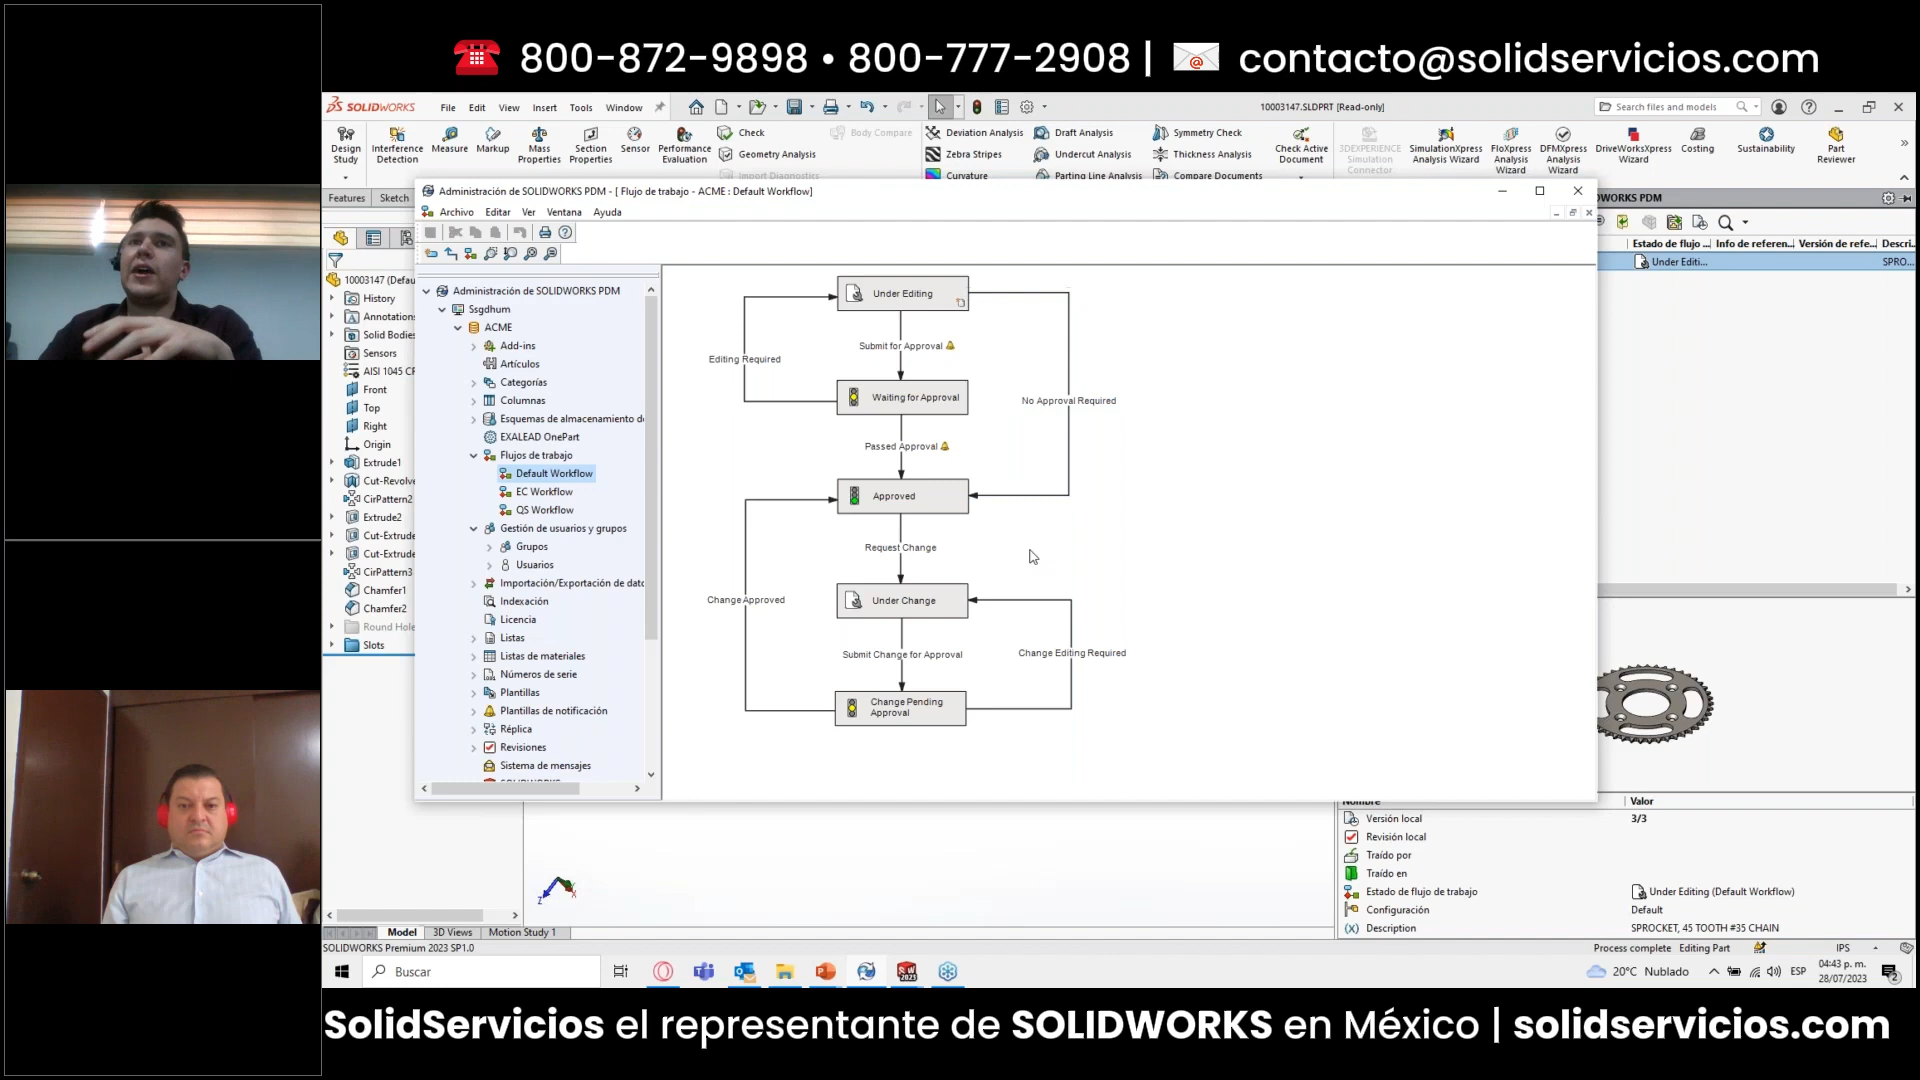 800-872-9898 • 800-777-2908 | contacto@solidservicios.com
SOLIDWORKS File Edit View Insert Tools Window 10003147.SLDPRT [Read-only] Search files and models
Design Study
Interference Detection
Measure
Markup
Mass Properties
Section Properties
Sensor
Performance Evaluation
Check
Geometry Analysis
Import Diagnostics
Body Compare
Deviation Analysis
Zebra Stripes
Curvature
Draft Analysis
Undercut Analysis
Parting Line Analysis
Symmetry Check
Thickness Analysis
Compare Documents
Check Active Document
3DEXPERIENCE Simulation Connector
SimulationXpress Analysis Wizard
FloXpress Analysis Wizard
DFMXpress Analysis Wizard
DriveWorksXpress Wizard
Costing
Sustainability
Part Reviewer
Features Sketch
Administración de SOLIDWORKS PDM - [ Flujo de trabajo - ACME : Default Workflow]
Archivo Editar Ver Ventana Ayuda
10003147 (Defau
History
Annotations
Solid Bodies
Sensors
AISI 1045 CR
Front
Top
Right
Origin
Extrude1
Cut-Revolve
CirPattern2
Extrude2
Cut-Extrude
Cut-Extrude
CirPattern3
Chamfer1
Chamfer2
Round Hole
Slots
Administración de SOLIDWORKS PDM
Ssgdhum
ACME
Add-ins
Artículos
Categorías
Columnas
Esquemas de almacenamiento de
EXALEAD OnePart
Flujos de trabajo
Default Workflow
EC Workflow
QS Workflow
Gestión de usuarios y grupos
Grupos
Usuarios
Importación/Exportación de dato
Indexación
Licencia
Listas
Listas de materiales
Números de serie
Plantillas
Plantillas de notificación
Réplica
Revisiones
Sistema de mensajes
Under Editing
Submit for Approval
Editing Required
Waiting for Approval
No Approval Required
Passed Approval
Approved
Request Change
Change Approved
Under Change
Submit Change for Approval
Change Editing Required
Change Pending
Approval
WORKS PDM
Estado de flujo ... Info de referen... Versión de refe... Descri...
Under Editi... SPRO...
Nombre Valor
Versión local 3/3
Revisión local
Traído por
Traído en
Estado de flujo de trabajo Under Editing (Default Workflow)
Configuración Default
Description SPROCKET, 45 TOOTH #35 CHAIN
Z X
Model 3D Views Motion Study 1
SOLIDWORKS Premium 2023 SP1.0 Process complete Editing Part IPS
Buscar 20°C Nublado ESP 04:43 p. m.
28/07/2023 2
SolidServicios el representante de SOLIDWORKS en México | solidservicios.com